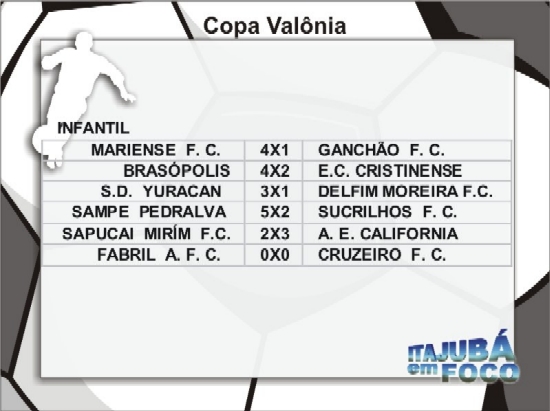 Copa Valônia
INFANTIL
MARIENSE F. C. 4X1 GANCHÃO F. C.
BRASÓPOLIS 4X2 E.C. CRISTINENSE
S.D. YURACAN 3X1 DELFIM MOREIRA F.C.
SAMPE PEDRALVA 5X2 SUCRILHOS F. C.
SAPUCAI MIRÍM F.C. 2X3 A. E. CALIFORNIA
FABRIL A. F. C. 0X0 CRUZEIRO F. C.
ITAJUBÁ
em FOCO